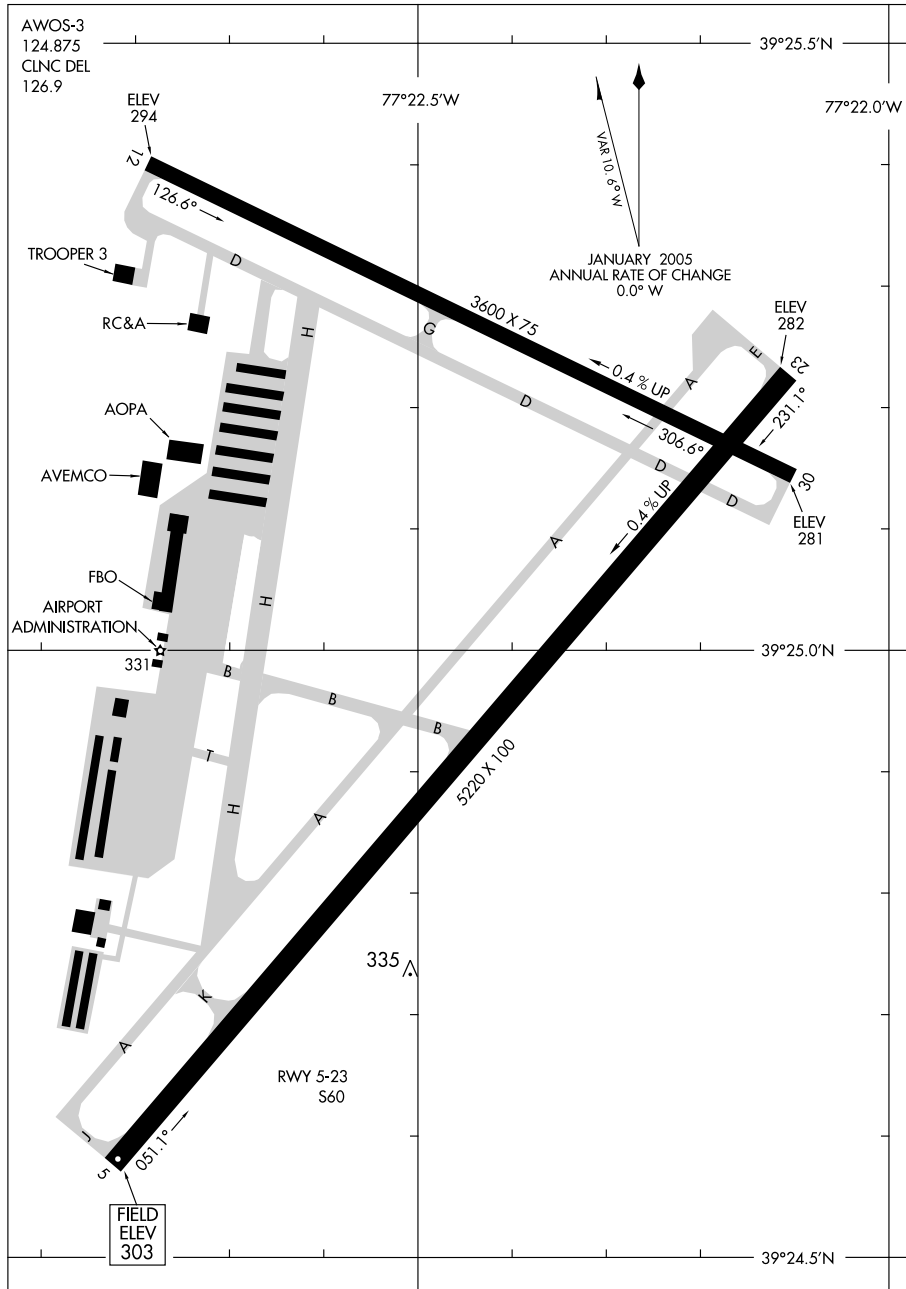 AWOS-3
124.875
CLNC DEL
126.9
39°25.5'N
77°22.5'W
77°22.0'W
ELEV
294
12
126.6°
VAR 10.6° W
JANUARY 2005
ANNUAL RATE OF CHANGE
0.0° W
TROOPER 3
D
RC&A
H
3600 X 75
G
ELEV
282
E
23
A
0.4 % UP
231.1°
D
306.6°
AOPA
D
30
AVEMCO
D
ELEV
281
0.4 % UP
A
FBO
H
AIRPORT
ADMINISTRATION
331
39°25.0'N
B
B
B
T
5220 X 100
H
A
335
K
A
RWY 5-23
S60
J
051.1°
5
FIELD
ELEV
303
39°24.5'N